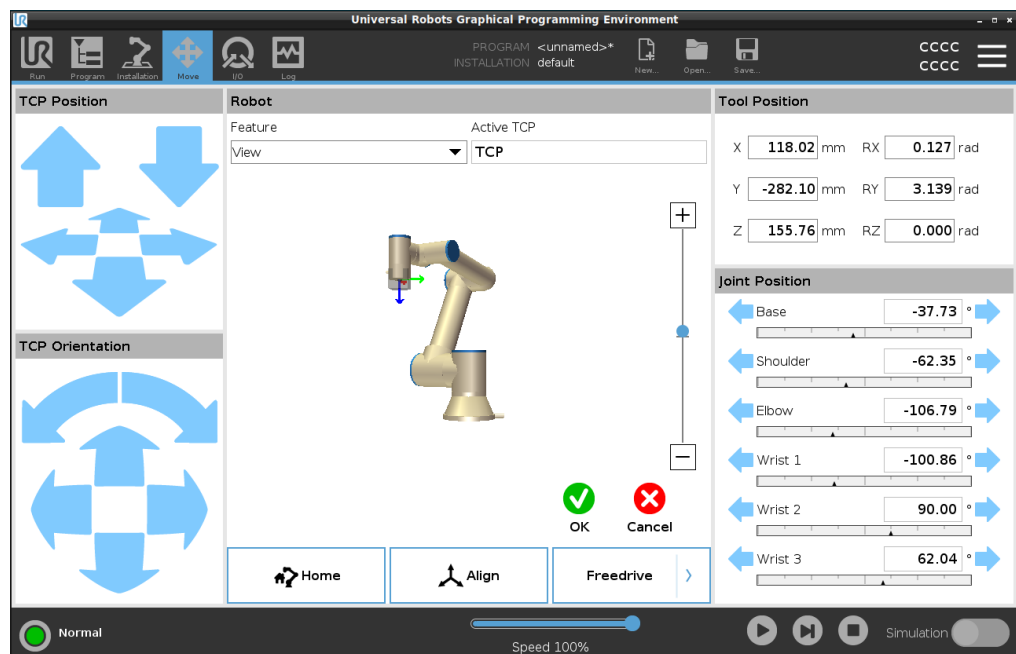 Universal Robots Graphical Programming Environment
Run Program Installation Move I/O Log
PROGRAM <unnamed>*
INSTALLATION default
New... Open... Save...
CCCC
CCCC
TCP Position
Robot
Tool Position
Feature Active TCP
View TCP
X 118.02 mm RX 0.127 rad
Y -282.10 mm RY 3.139 rad
Z 155.76 mm RZ 0.000 rad
Joint Position
Base -37.73 °
Shoulder -62.35 °
Elbow -106.79 °
Wrist 1 -100.86 °
Wrist 2 90.00 °
Wrist 3 62.04 °
TCP Orientation
OK Cancel
Home Align Freedrive
Normal
Speed 100%
Simulation